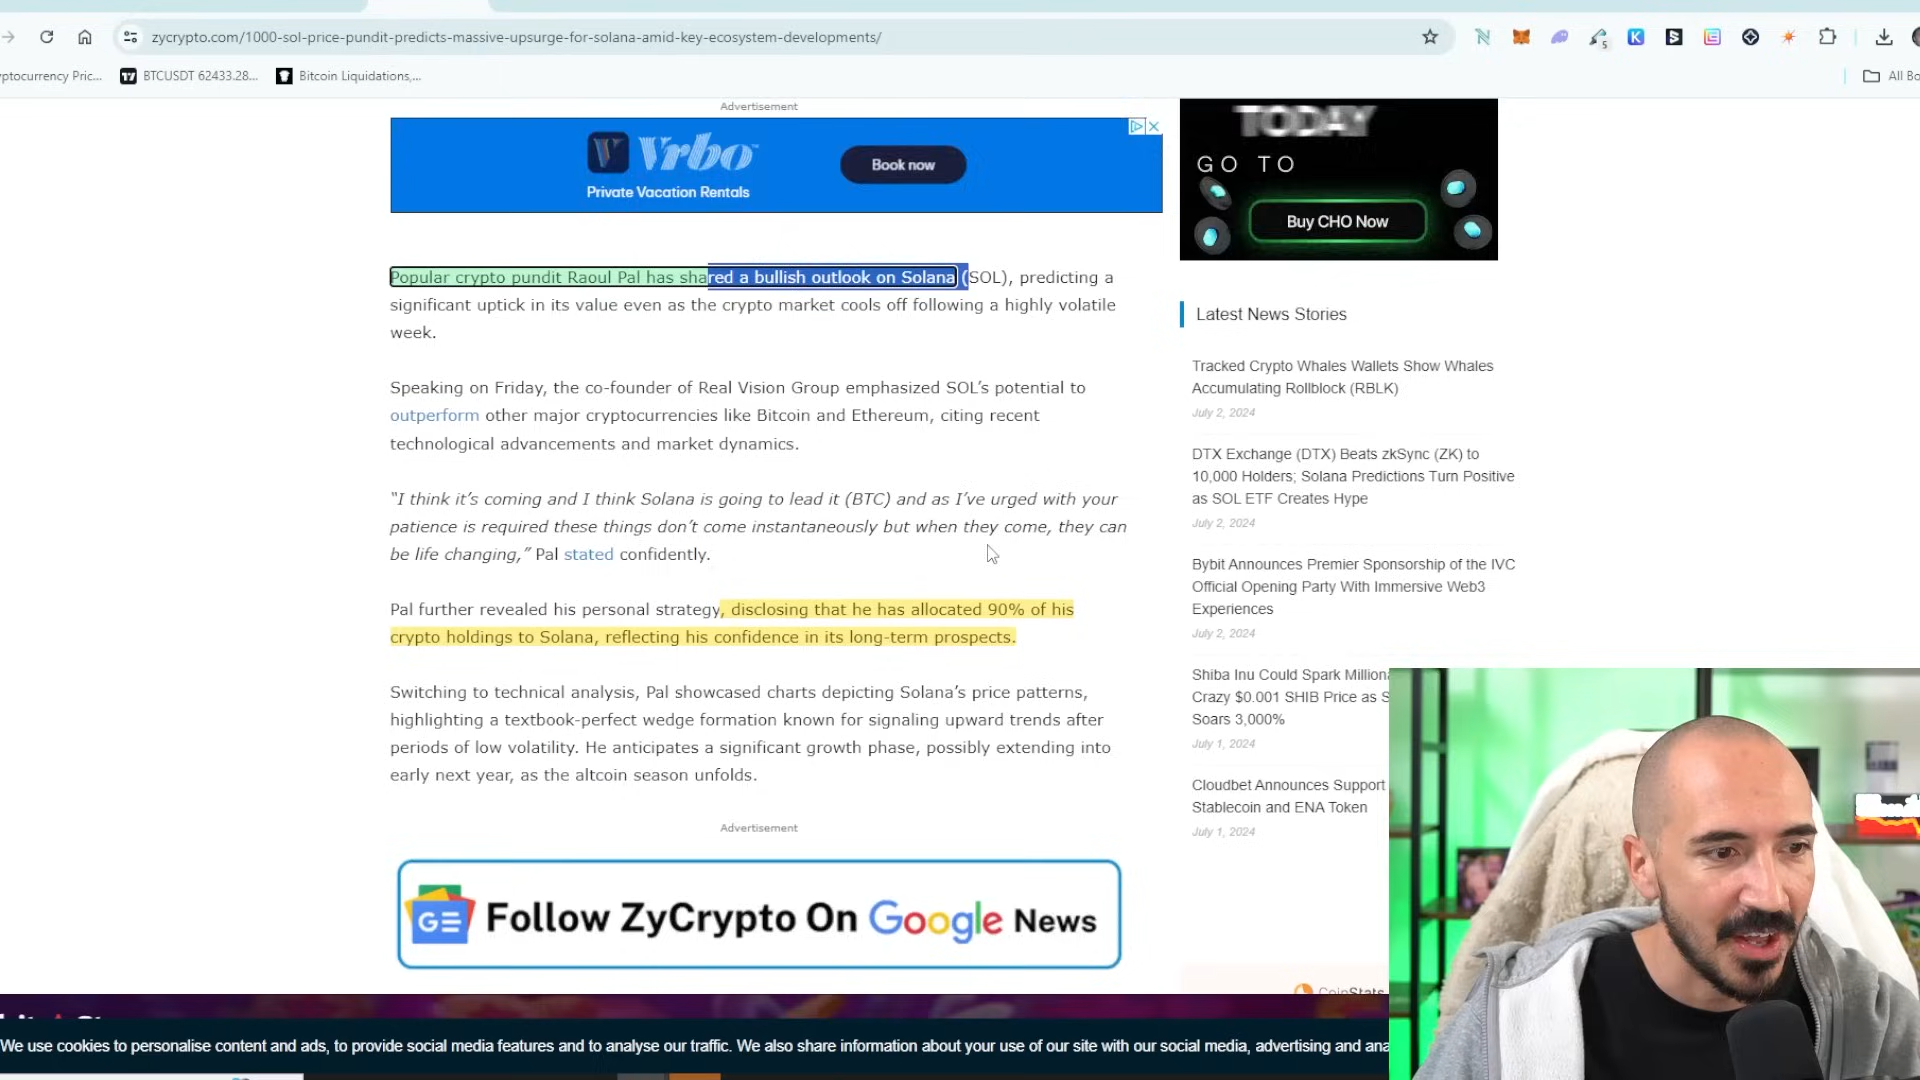 zycrypto.com/1000-sol-price-pundit-predicts-massive-upsurge-for-solana-amid-key-ecosystem-developments/
5
yptocurrency Pric...
BTCUSDT 62433.28...
Bitcoin Liquidations,...
All Bo
Advertisement
Vrbo
Private Vacation Rentals
Book now
TODAY
GO TO
Buy CHO Now
Popular crypto pundit Raoul Pal has shared a bullish outlook on Solana (SOL), predicting a
significant uptick in its value even as the crypto market cools off following a highly volatile
week.
Speaking on Friday, the co-founder of Real Vision Group emphasized SOL's potential to
outperform other major cryptocurrencies like Bitcoin and Ethereum, citing recent
technological advancements and market dynamics.
"I think it's coming and I think Solana is going to lead it (BTC) and as I've urged with your
patience is required these things don't come instantaneously but when they come, they can
be life changing," Pal stated confidently.
Pal further revealed his personal strategy, disclosing that he has allocated 90% of his
crypto holdings to Solana, reflecting his confidence in its long-term prospects.
Switching to technical analysis, Pal showcased charts depicting Solana's price patterns,
highlighting a textbook-perfect wedge formation known for signaling upward trends after
periods of low volatility. He anticipates a significant growth phase, possibly extending into
early next year, as the altcoin season unfolds.
Advertisement
GE Follow ZyCrypto On Google News
Latest News Stories
Tracked Crypto Whales Wallets Show Whales
Accumulating Rollblock (RBLK)
July 2, 2024
DTX Exchange (DTX) Beats zkSync (ZK) to
10,000 Holders; Solana Predictions Turn Positive
as SOL ETF Creates Hype
July 2, 2024
Bybit Announces Premier Sponsorship of the IVC
Official Opening Party With Immersive Web3
Experiences
July 2, 2024
Shiba Inu Could Spark Million
Crazy $0.001 SHIB Price as S
Soars 3,000%
July 1, 2024
Cloudbet Announces Support
Stablecoin and ENA Token
July 1, 2024
CoinStats
We use cookies to personalise content and ads, to provide social media features and to analyse our traffic. We also share information about your use of our site with our social media, advertising and ana